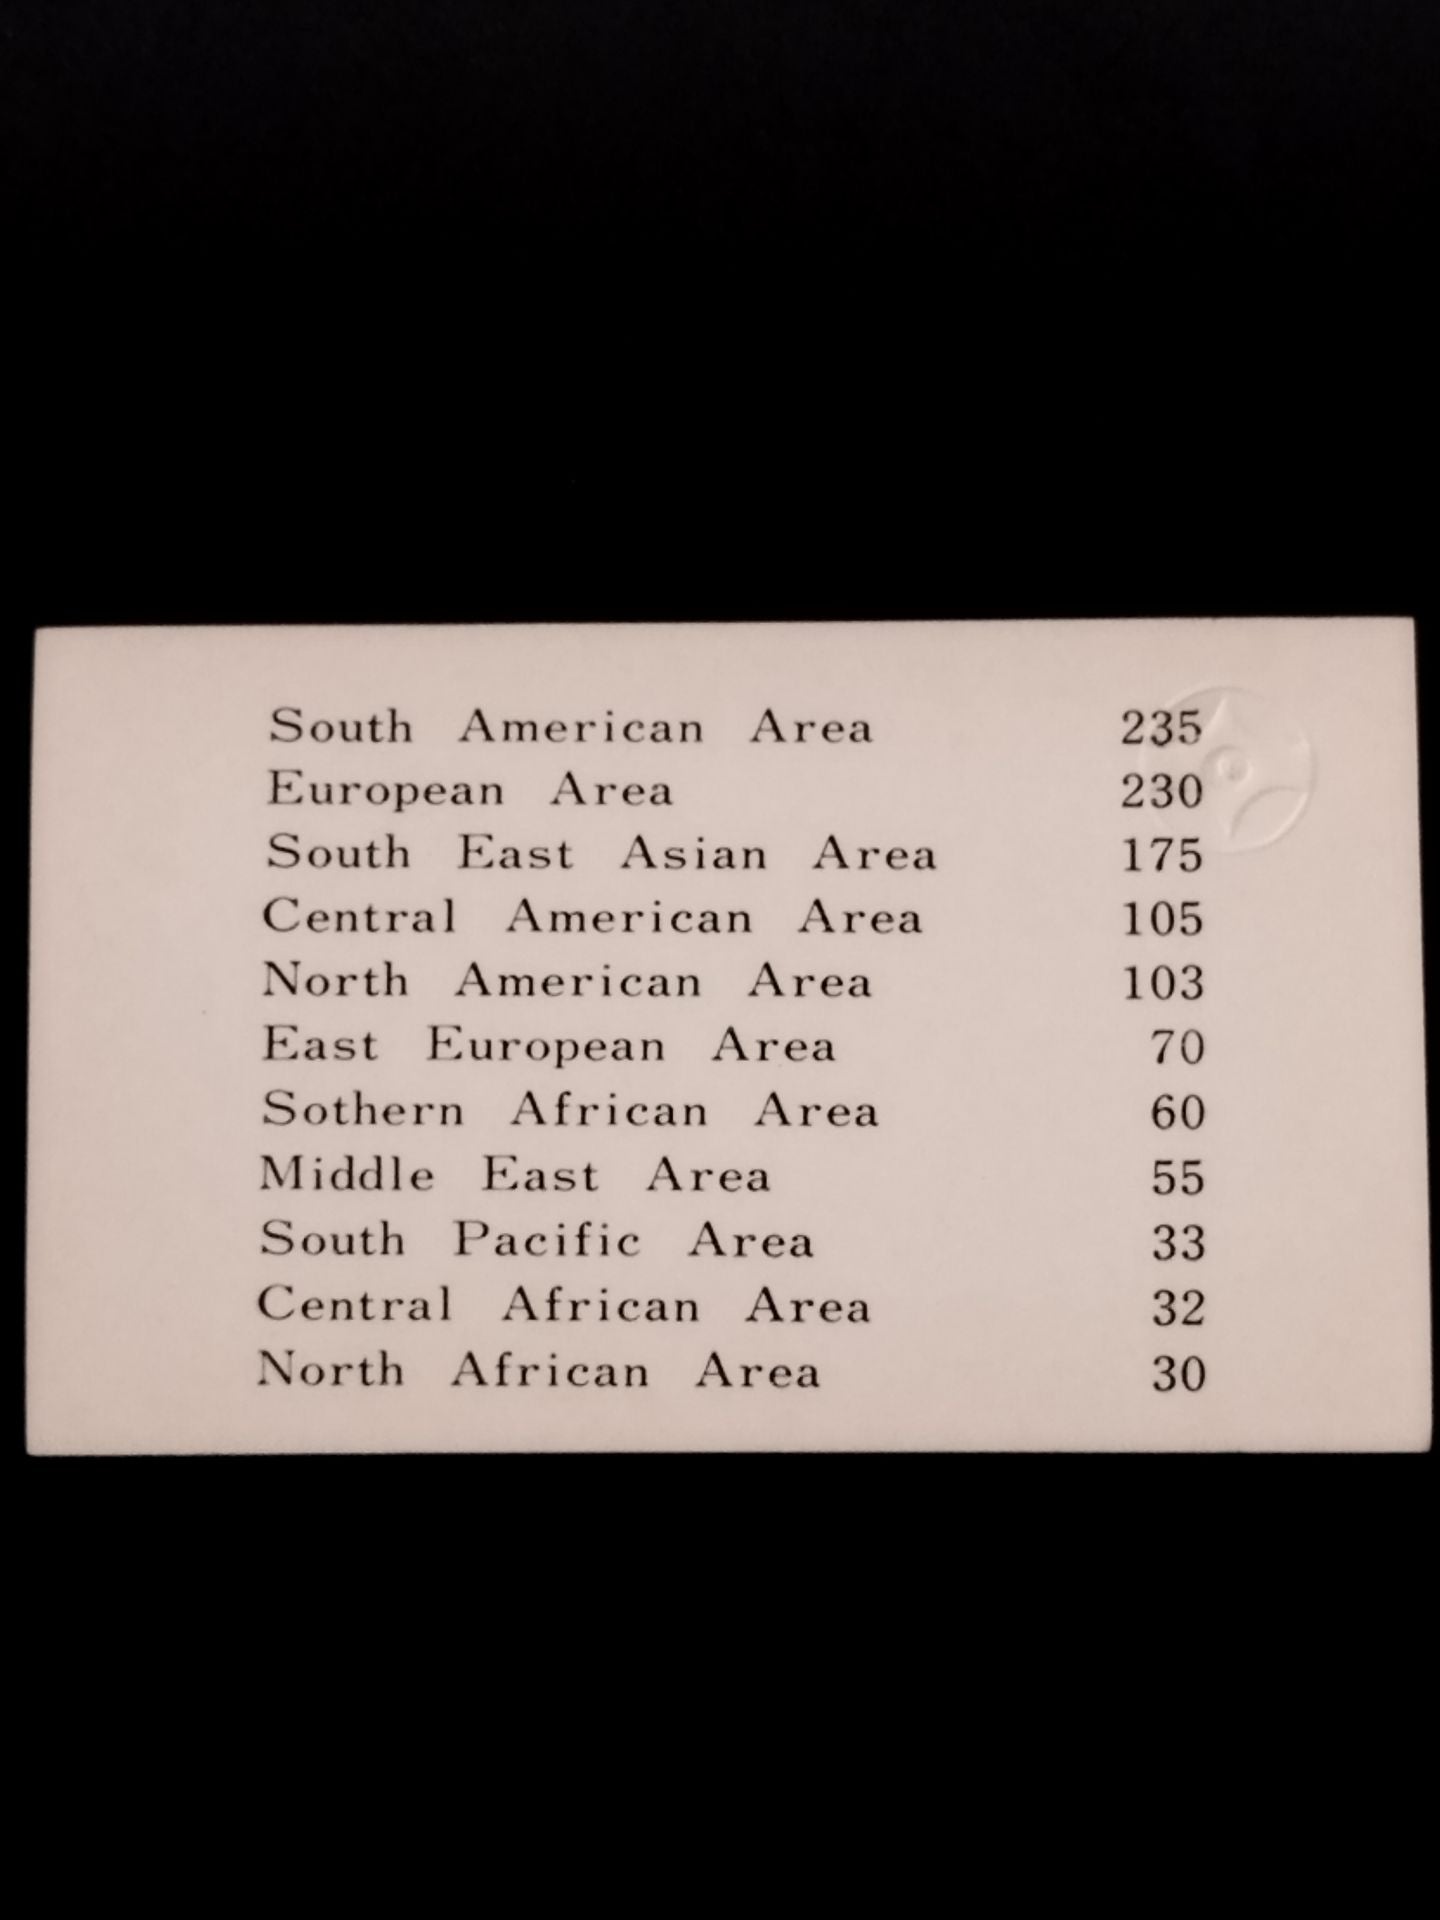 South American Area 235
European Area 230
South East Asian Area 175
Central American Area 105
North American Area 103
East European Area 70
Sothern African Area 60
Middle East Area 55
South Pacific Area 33
Central African Area 32
North African Area 30